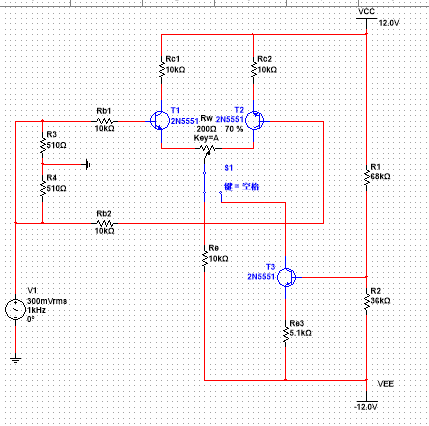 VCC
12.0V
Rc1
10kΩ
Rc2
10kΩ
Rb1
10kΩ
T1
2N5551
Rw
200Ω
Key=A
T2
2N5551
70 %
R3
510Ω
R4
510Ω
S1
键 = 空格
R1
68kΩ
Rb2
10kΩ
Re
10kΩ
T3
2N5551
R2
36kΩ
V1
300mVrms
1kHz
0°
Re3
5.1kΩ
VEE
-12.0V